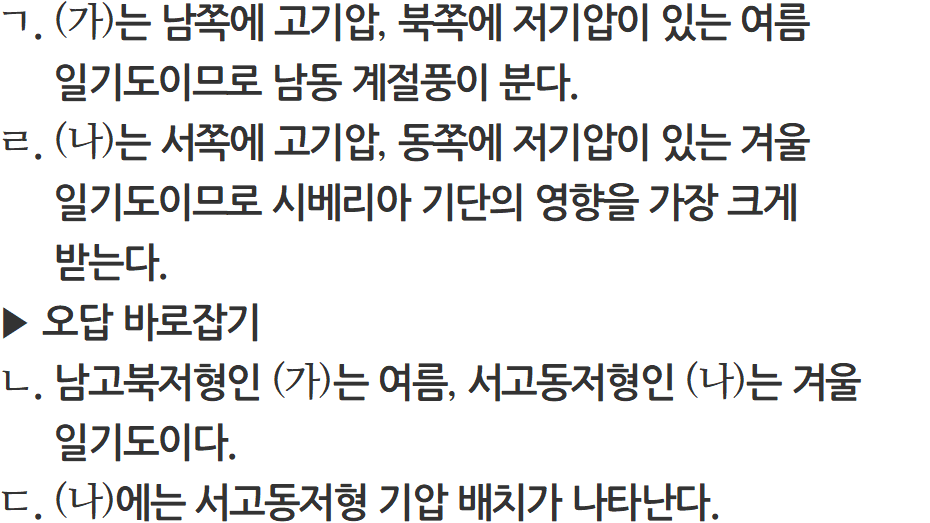 ㄱ. (가)는 남쪽에 고기압, 북쪽에 저기압이 있는 여름
일기도이므로 남동 계절풍이 분다.
ㄹ. (나)는 서쪽에 고기압, 동쪽에 저기압이 있는 겨울
일기도이므로 시베리아 기단의 영향을 가장 크게
받는다.
▶ 오답 바로잡기
ㄴ. 남고북저형인 (가)는 여름, 서고동저형인 (나)는 겨울
일기도이다.
ㄷ. (나)에는 서고동저형 기압 배치가 나타난다.